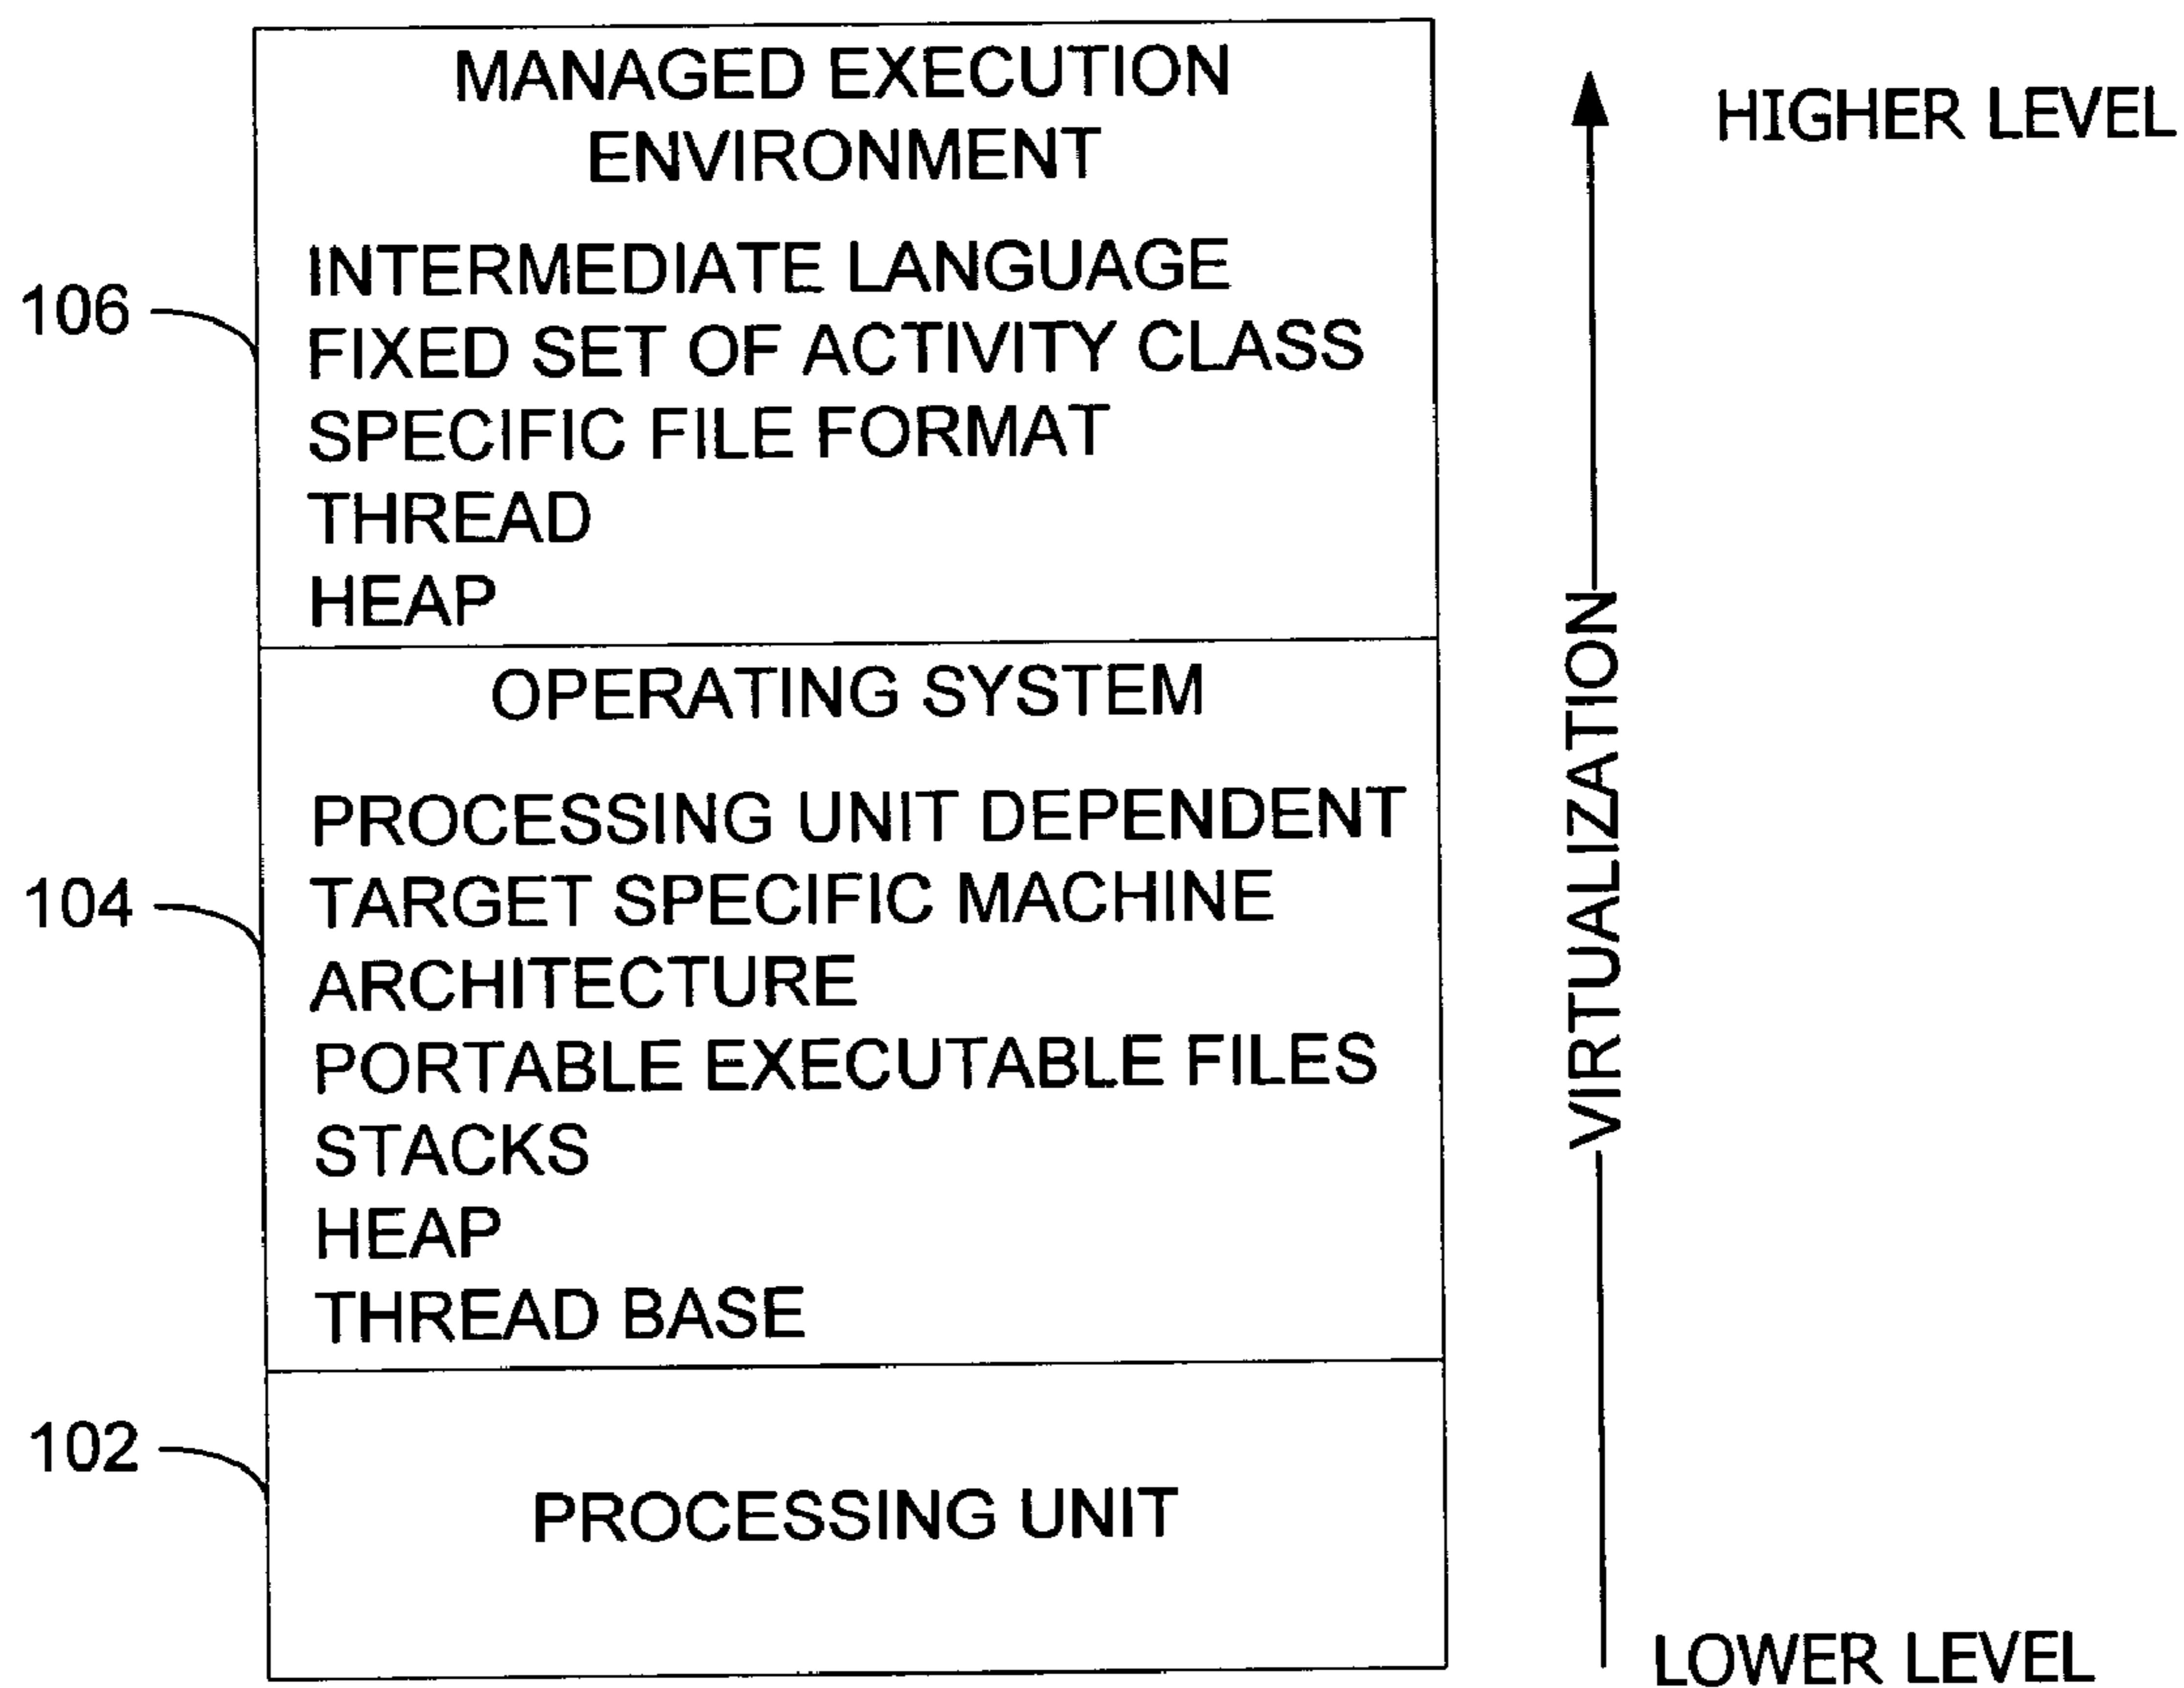 MANAGED EXECUTION
ENVIRONMENT
INTERMEDIATE LANGUAGE
FIXED SET OF ACTIVITY CLASS
SPECIFIC FILE FORMAT
THREAD
HEAP
106
OPERATING SYSTEM
PROCESSING UNIT DEPENDENT
TARGET SPECIFIC MACHINE
ARCHITECTURE
PORTABLE EXECUTABLE FILES
STACKS
HEAP
THREAD BASE
104
PROCESSING UNIT
102
HIGHER LEVEL
VIRTUALIZATION
LOWER LEVEL